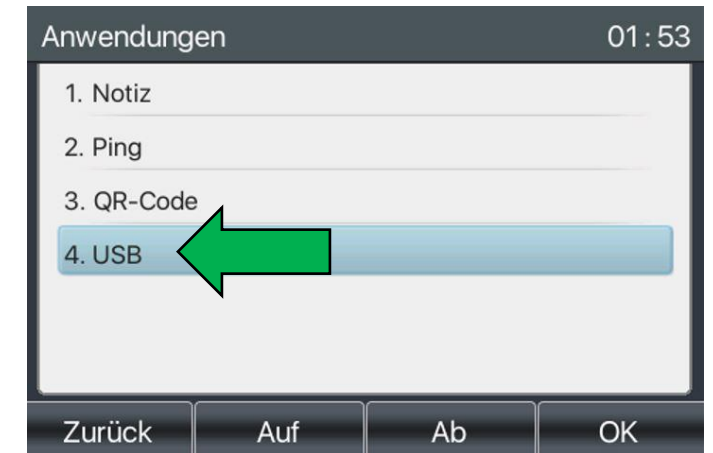 Anwendungen 01:53
1. Notiz
2. Ping
3. QR-Code
4. USB
Zurück Auf Ab OK